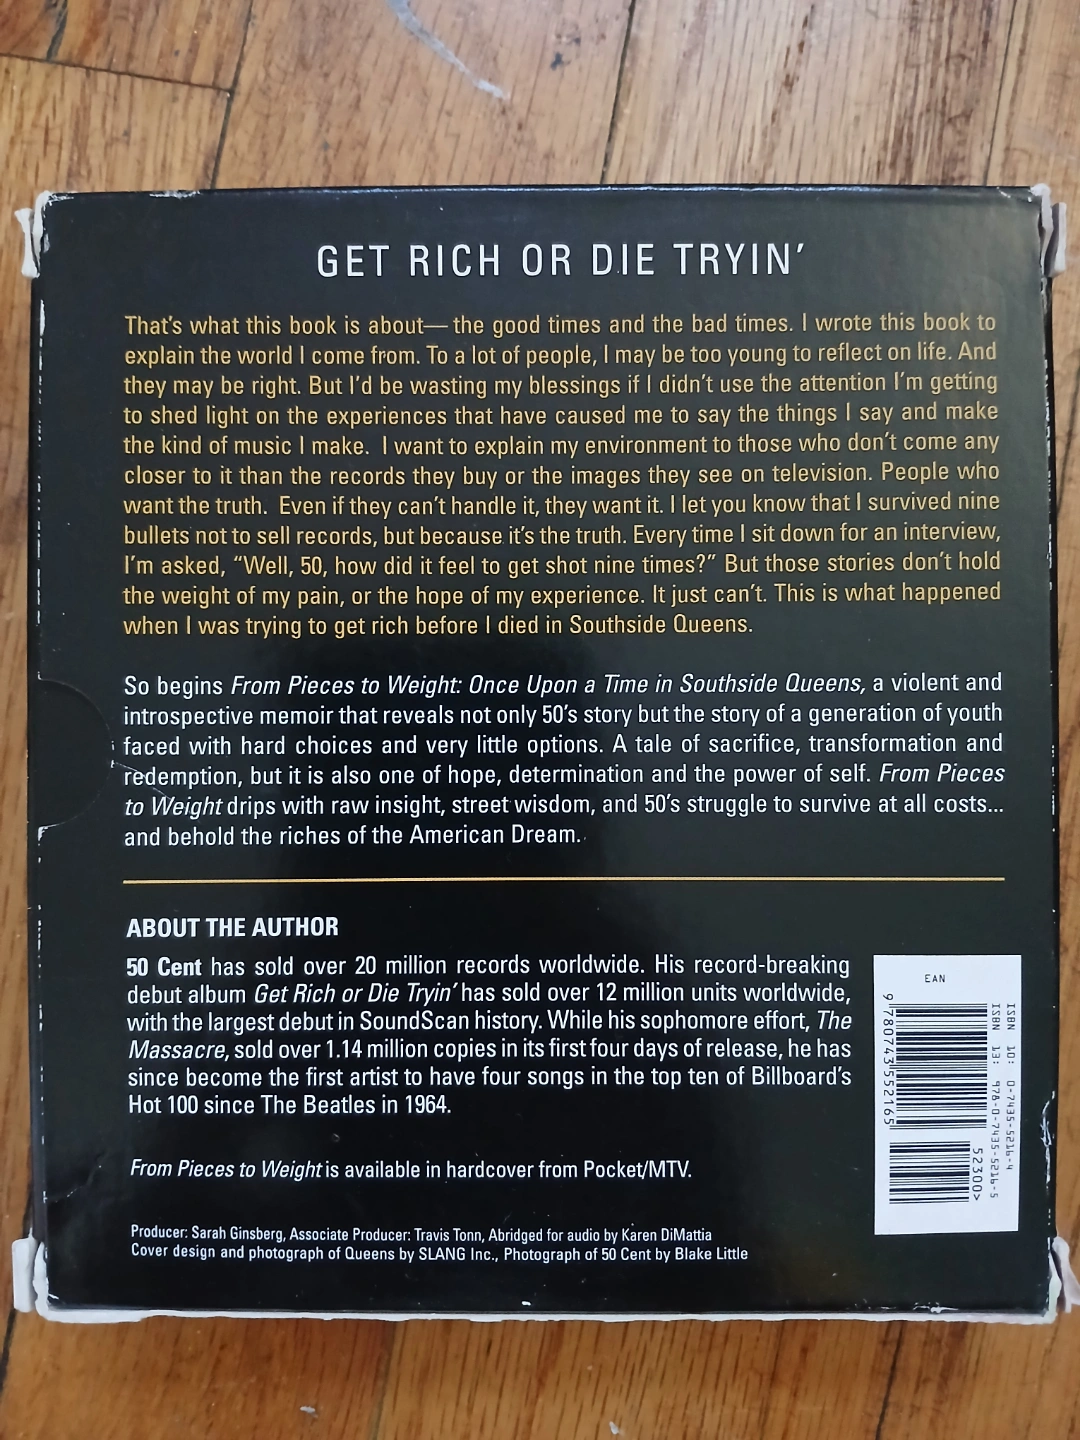 GET RICH OR DIE TRYIN'
That's what this book is about— the good times and the bad times. I wrote this book to
explain the world I come from. To a lot of people, I may be too young to reflect on life. And
they may be right. But I'd be wasting my blessings if I didn't use the attention I'm getting
to shed light on the experiences that have caused me to say the things I say and make
the kind of music I make. I want to explain my environment to those who don't come any
closer to it than the records they buy or the images they see on television. People who
want the truth. Even if they can't handle it, they want it. I let you know that I survived nine
bullets not to sell records, but because it's the truth. Every time I sit down for an interview,
I'm asked, “Well, 50, how did it feel to get shot nine times?” But those stories don't hold
the weight of my pain, or the hope of my experience. It just can't. This is what happened
when I was trying to get rich before I died in Southside Queens.
So begins From Pieces to Weight: Once Upon a Time in Southside Queens, a violent and
introspective memoir that reveals not only 50's story but the story of a generation of youth
faced with hard choices and very little options. A tale of sacrifice, transformation and
redemption, but it is also one of hope, determination and the power of self. From Pieces
to Weight drips with raw insight, street wisdom, and 50's struggle to survive at all costs...
and behold the riches of the American Dream.
ABOUT THE AUTHOR
50 Cent has sold over 20 million records worldwide. His record-breaking
debut album Get Rich or Die Tryin' has sold over 12 million units worldwide,
with the largest debut in SoundScan history. While his sophomore effort, The
Massacre, sold over 1.14 million copies in its first four days of release, he has
since become the first artist to have four songs in the top ten of Billboard's
Hot 100 since The Beatles in 1964.
From Pieces to Weight is available in hardcover from Pocket/MTV.
Producer: Sarah Ginsberg, Associate Producer: Travis Tonn, Abridged for audio by Karen DiMattia
Cover design and photograph of Queens by SLANG Inc., Photograph of 50 Cent by Blake Little
EAN
ISBN 10: 0-7435-5216-4
ISBN 13: 978-0-7435-5216-5
9 780743 552165
52300>